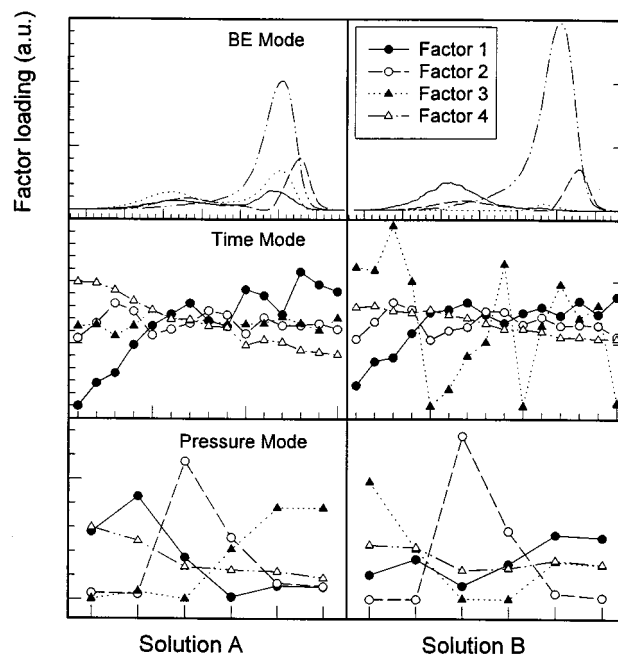 Factor loading (a.u.)
BE Mode
Factor 1
Factor 2
Factor 3
Factor 4
Time Mode
Pressure Mode
Solution A
Solution B